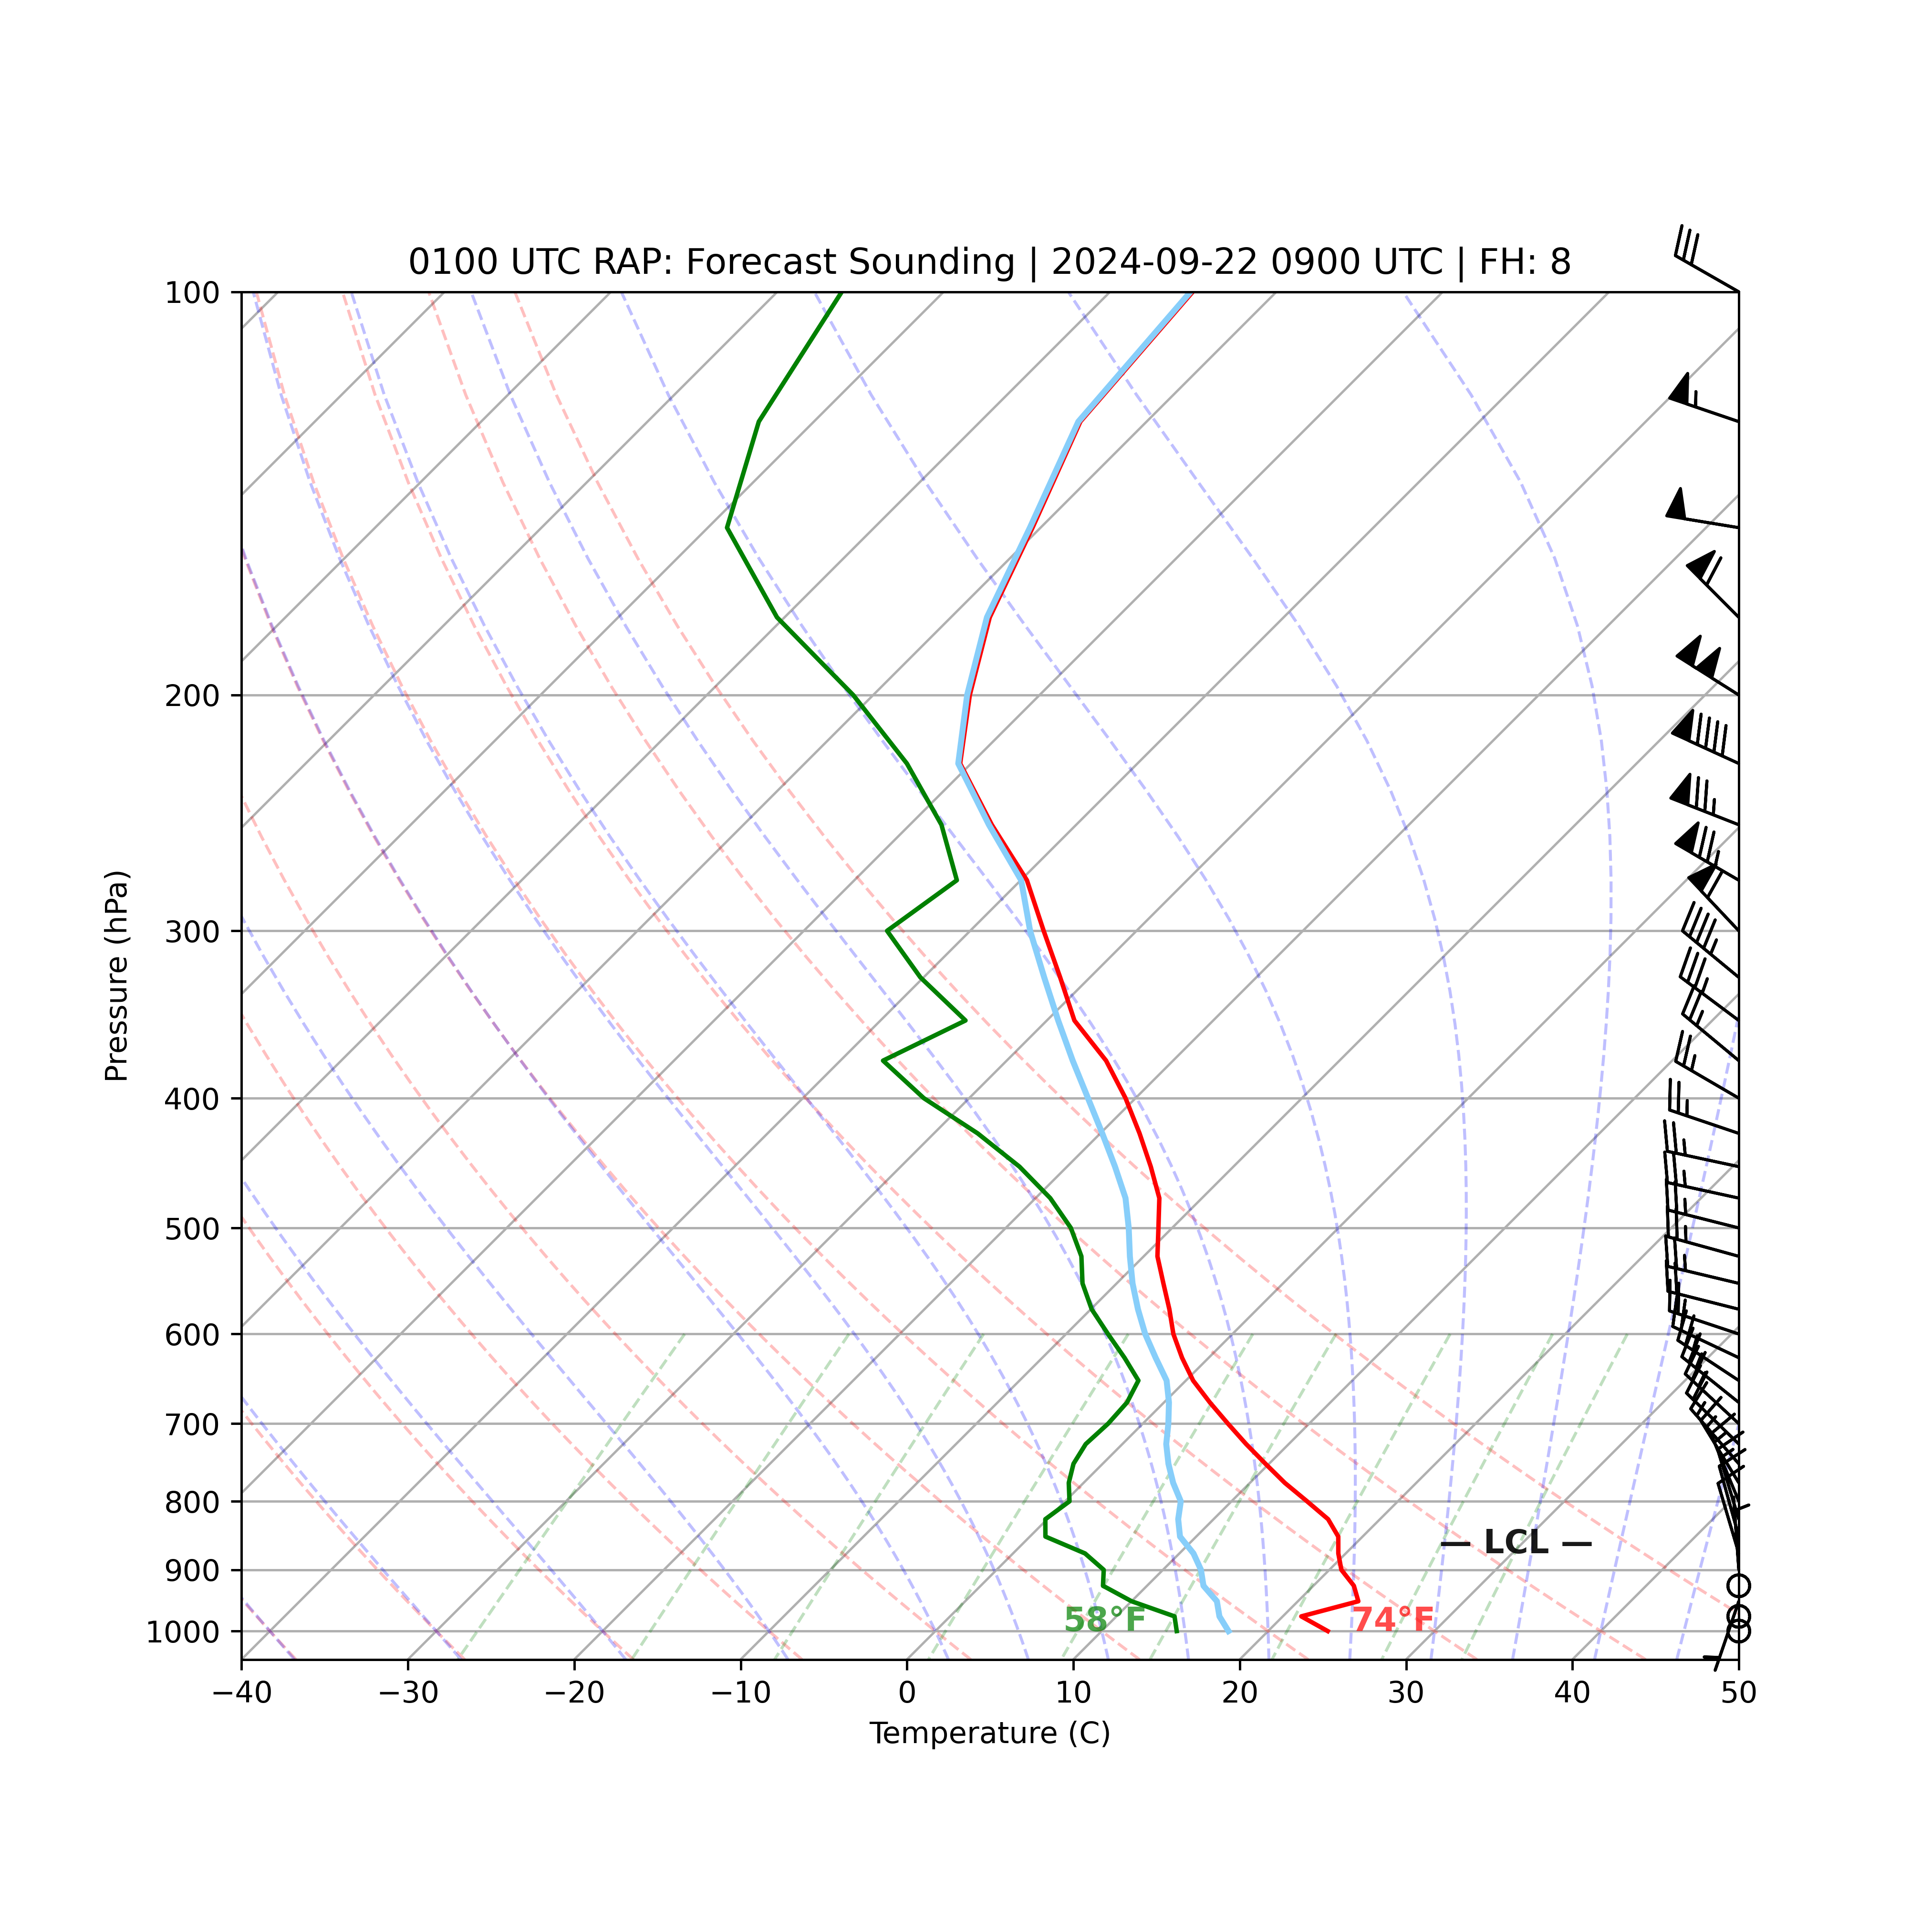 0100 UTC RAP: Forecast Sounding | 2024-09-22 0900 UTC | FH: 8
100
200
300
400
500
600
700
800
900
1000
Pressure (hPa)
— LCL —
58°F
74°F
−40 −30 −20 −10 0 10 20 30 40 50
Temperature (C)